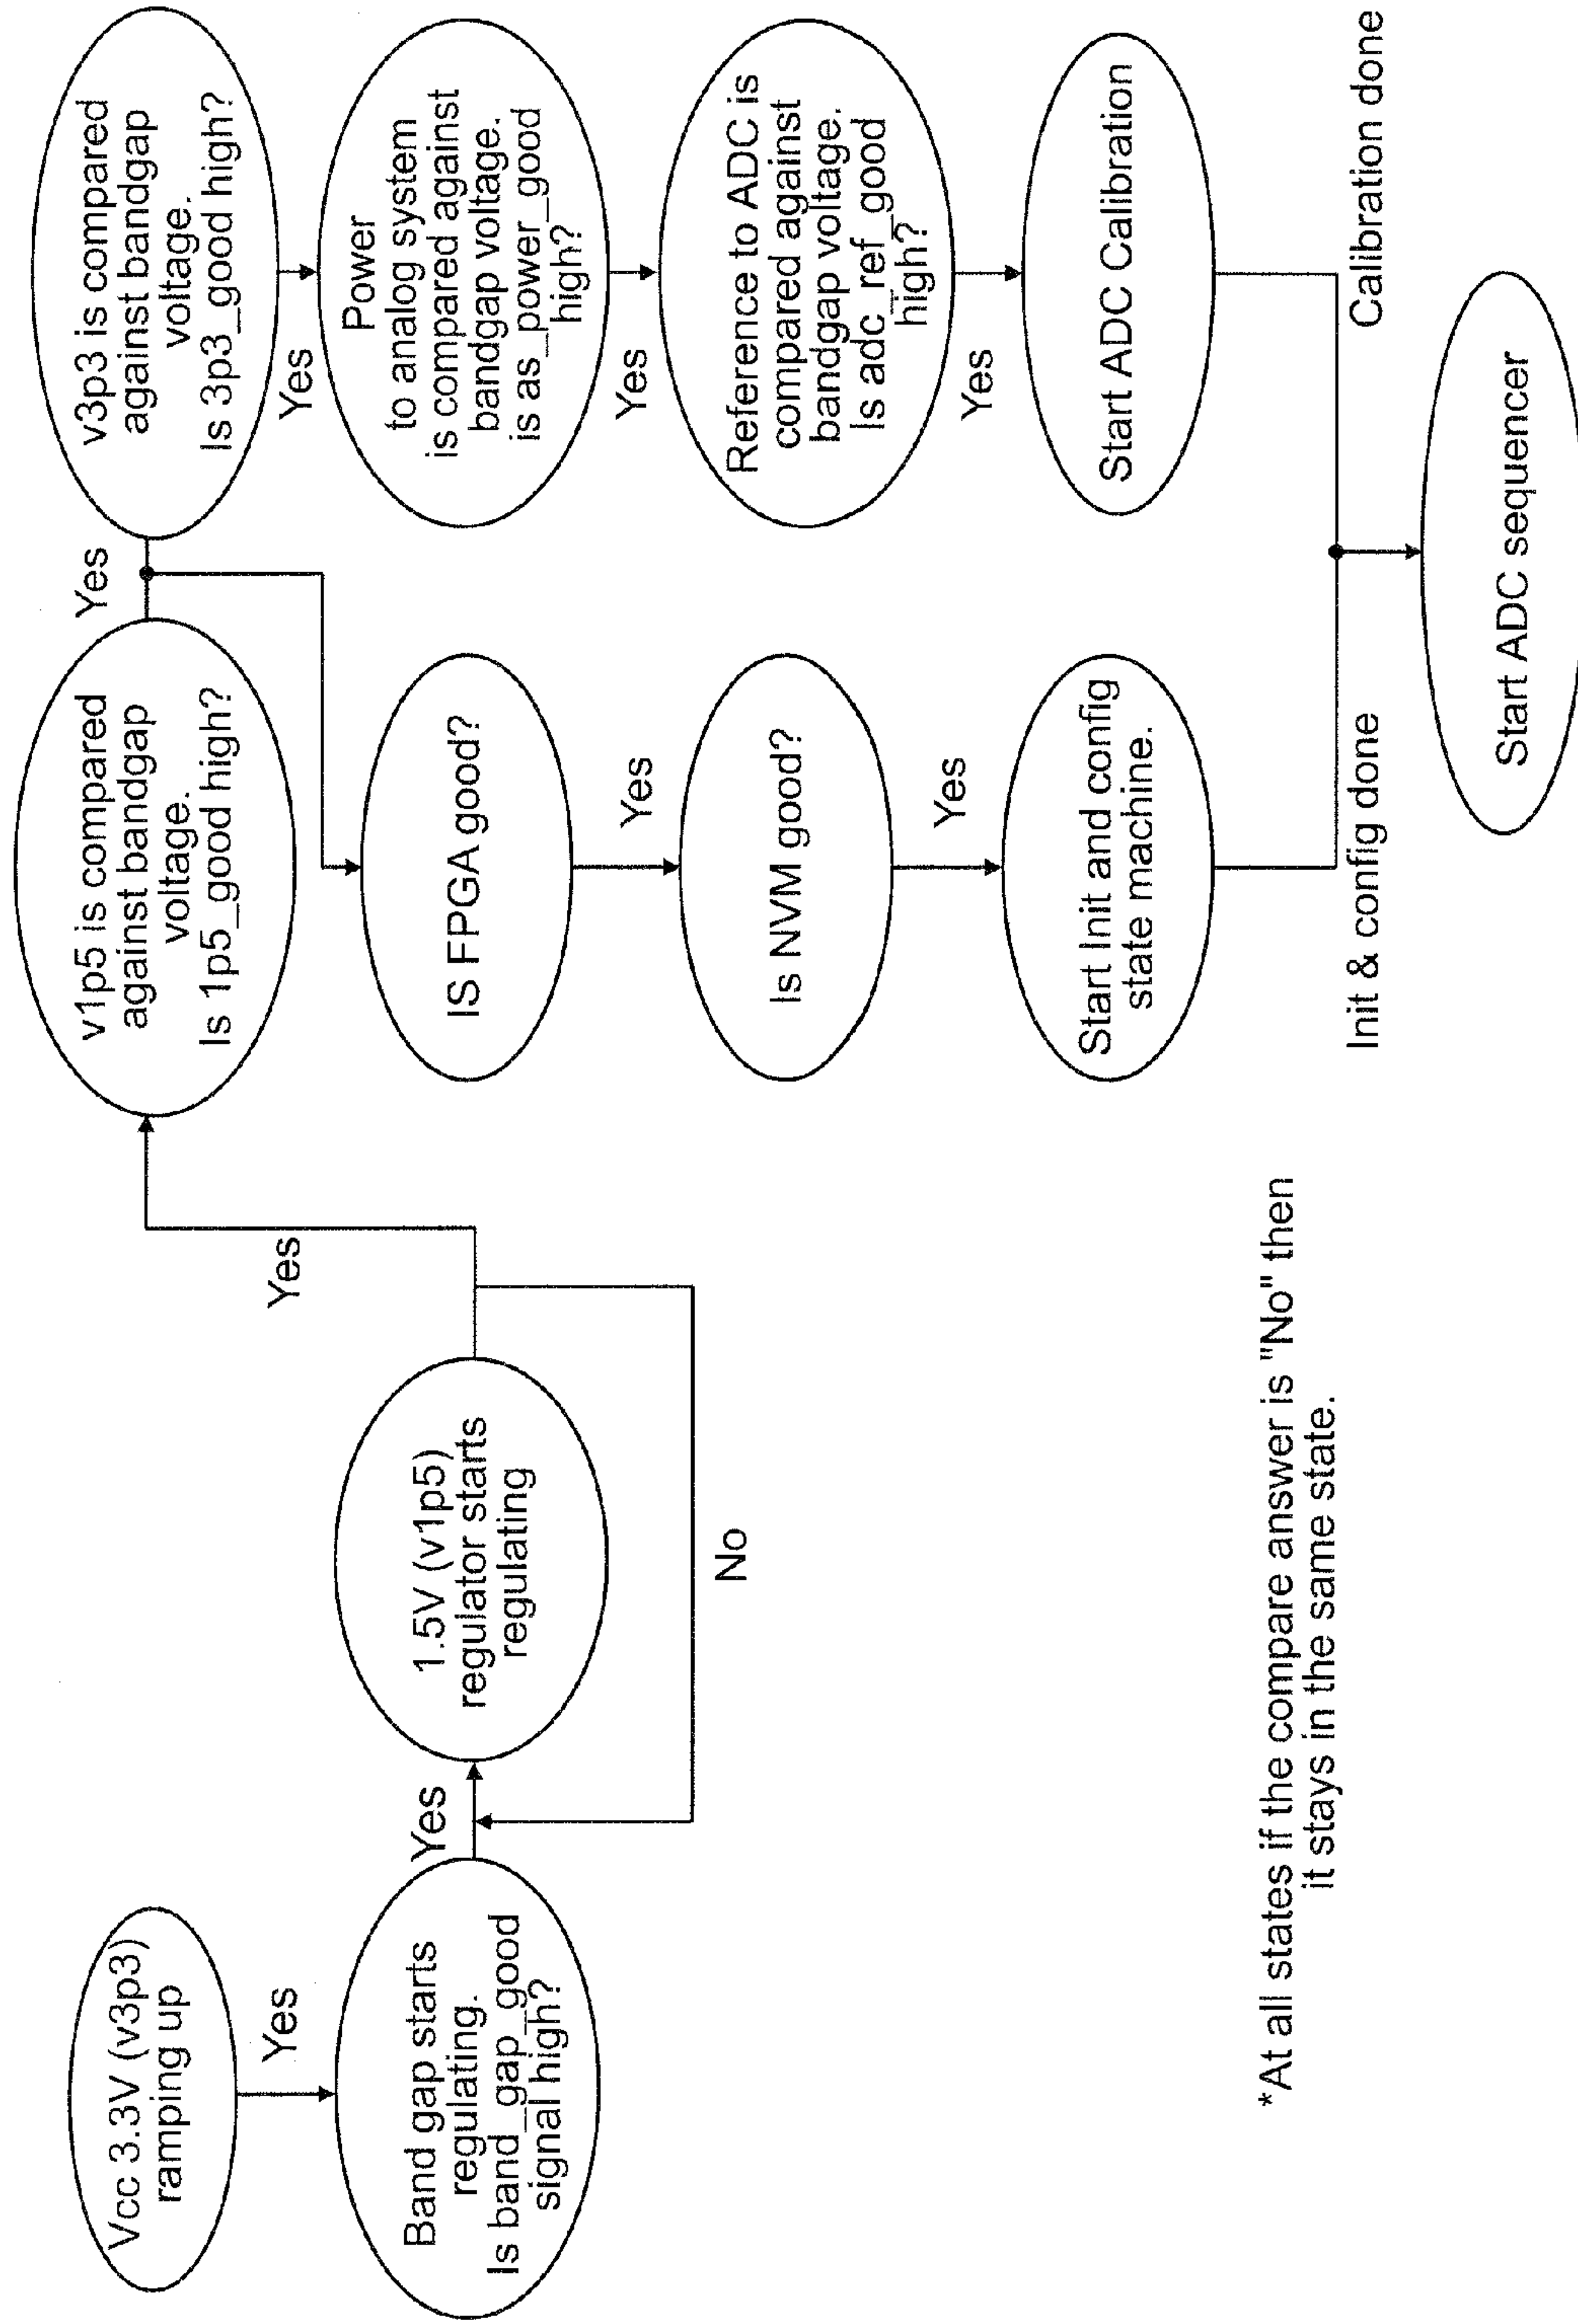 Vcc 3.3V (v3p3)
ramping up
Yes
Band gap starts
regulating.
Is band_gap_good
signal high?
Yes
1.5V (v1p5)
regulator starts
regulating
No
Yes
v1p5 is compared
against bandgap
voltage.
Is 1p5_good high?
Yes
IS FPGA good?
Yes
Is NVM good?
Yes
Start Init and config
state machine.
Init & config done
v3p3 is compared
against bandgap
voltage.
Is 3p3_good high?
Yes
Power
to analog system
is compared against
bandgap voltage.
is as_power_good
high?
Yes
Reference to ADC is
compared against
bandgap voltage.
Is adc_ref_good
high?
Yes
Start ADC Calibration
Calibration done
Start ADC sequencer
*At all states if the compare answer is "No" then
it stays in the same state.